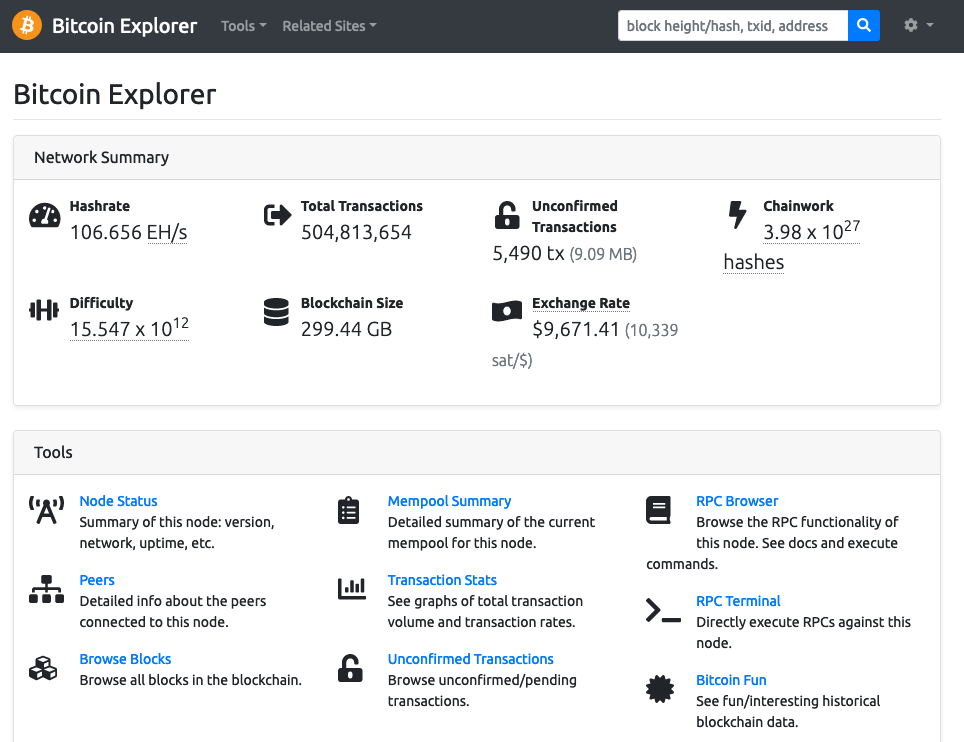 Bitcoin Explorer Tools Related Sites block height/hash, txid, address
Bitcoin Explorer
Network Summary
Hashrate
106.656 EH/s
Total Transactions
504,813,654
Unconfirmed
Transactions
5,490 tx (9.09 MB)
Chainwork
3.98 x 10²⁷
hashes
Difficulty
15.547 x 10¹²
Blockchain Size
299.44 GB
Exchange Rate
$9,671.41 (10,339
sat/$)
Tools
Node Status
Summary of this node: version,
network, uptime, etc.
Peers
Detailed info about the peers
connected to this node.
Browse Blocks
Browse all blocks in the blockchain.
Mempool Summary
Detailed summary of the current
mempool for this node.
Transaction Stats
See graphs of total transaction
volume and transaction rates.
Unconfirmed Transactions
Browse unconfirmed/pending
transactions.
RPC Browser
Browse the RPC functionality of
this node. See docs and execute
commands.
RPC Terminal
Directly execute RPCs against this
node.
Bitcoin Fun
See fun/interesting historical
blockchain data.